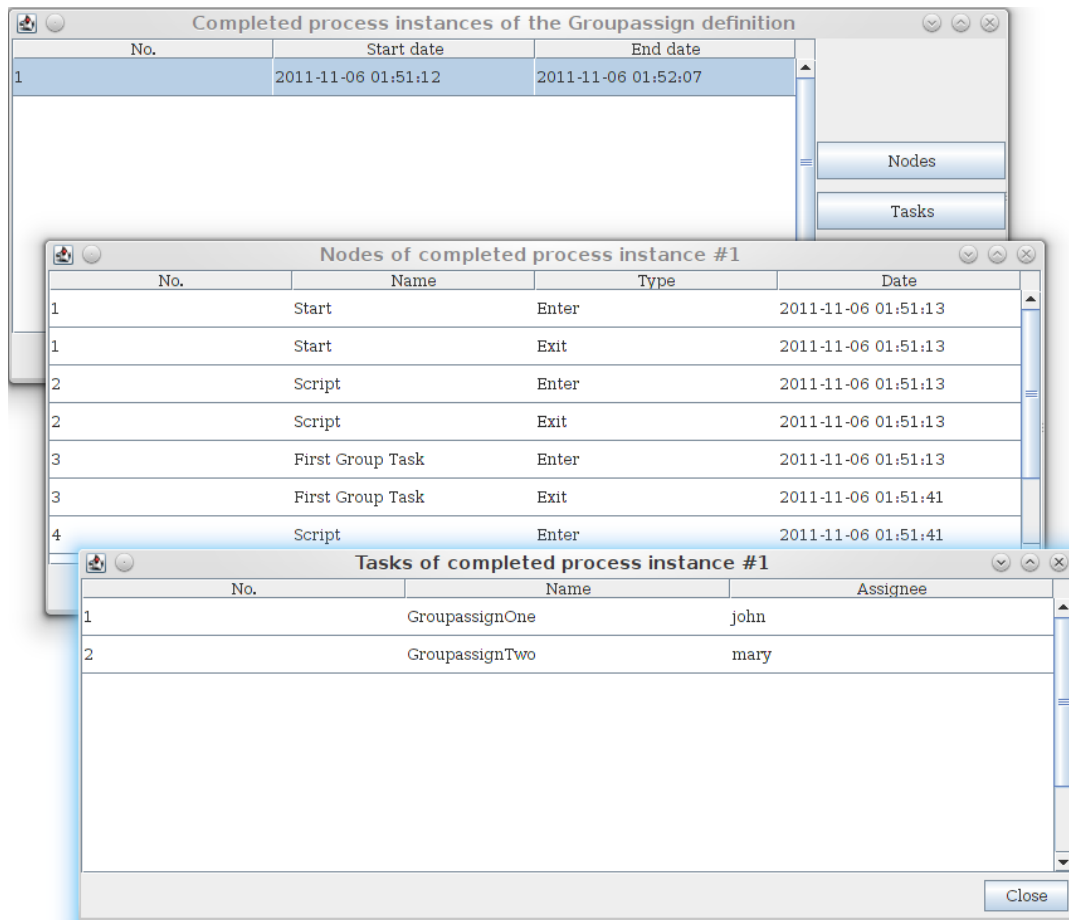 Completed process instances of the Groupassign definition
No. Start date End date
1 2011-11-06 01:51:12 2011-11-06 01:52:07
Nodes
Tasks
Nodes of completed process instance #1
No. Name Type Date
1 Start Enter 2011-11-06 01:51:13
1 Start Exit 2011-11-06 01:51:13
2 Script Enter 2011-11-06 01:51:13
2 Script Exit 2011-11-06 01:51:13
3 First Group Task Enter 2011-11-06 01:51:13
3 First Group Task Exit 2011-11-06 01:51:41
4 Script Enter 2011-11-06 01:51:41
Tasks of completed process instance #1
No. Name Assignee
1 GroupassignOne john
2 GroupassignTwo mary
Close